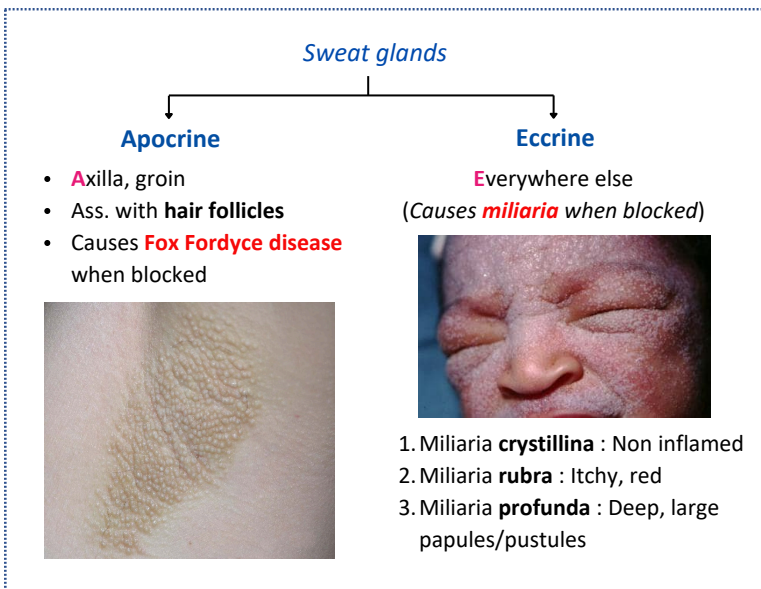 Sweat glands
Apocrine
• Axilla, groin
• Ass. with hair follicles
• Causes Fox Fordyce disease
when blocked
Eccrine
Everywhere else
(Causes miliaria when blocked)
1. Miliaria crystillina : Non inflamed
2. Miliaria rubra : Itchy, red
3. Miliaria profunda : Deep, large
papules/pustules